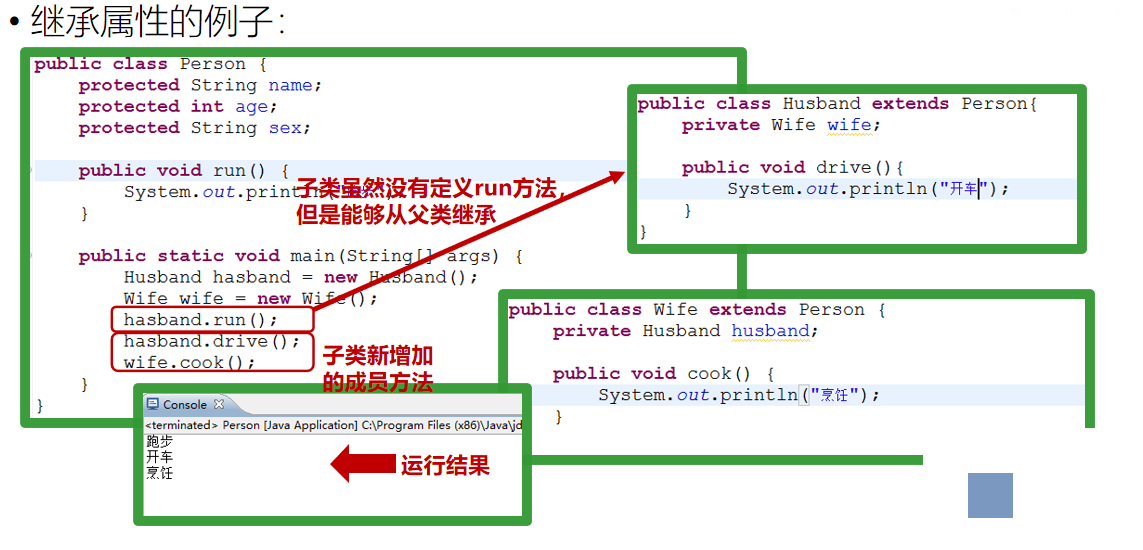 • 继承属性的例子：
public class Person {
protected String name;
protected int age;
protected String sex;
public void run() {
System.out.println("
}
子类虽然没有定义run方法，
但是能够从父类继承
public static void main(String[] args) {
Husband hasband = new Husband();
Wife wife = new Wife();
hasband.run();
hasband.drive();
wife.cook();
}
}
子类新增加
的成员方法
public class Husband extends Person{
private Wife wife;
public void drive(){
System.out.println("开车");
}
}
public class Wife extends Person {
private Husband husband;
public void cook() {
System.out.println("烹饪");
}
Console
<terminated> Person [Java Application] C:\Program Files (x86)\Java\jd
跑步
开车
烹饪
运行结果